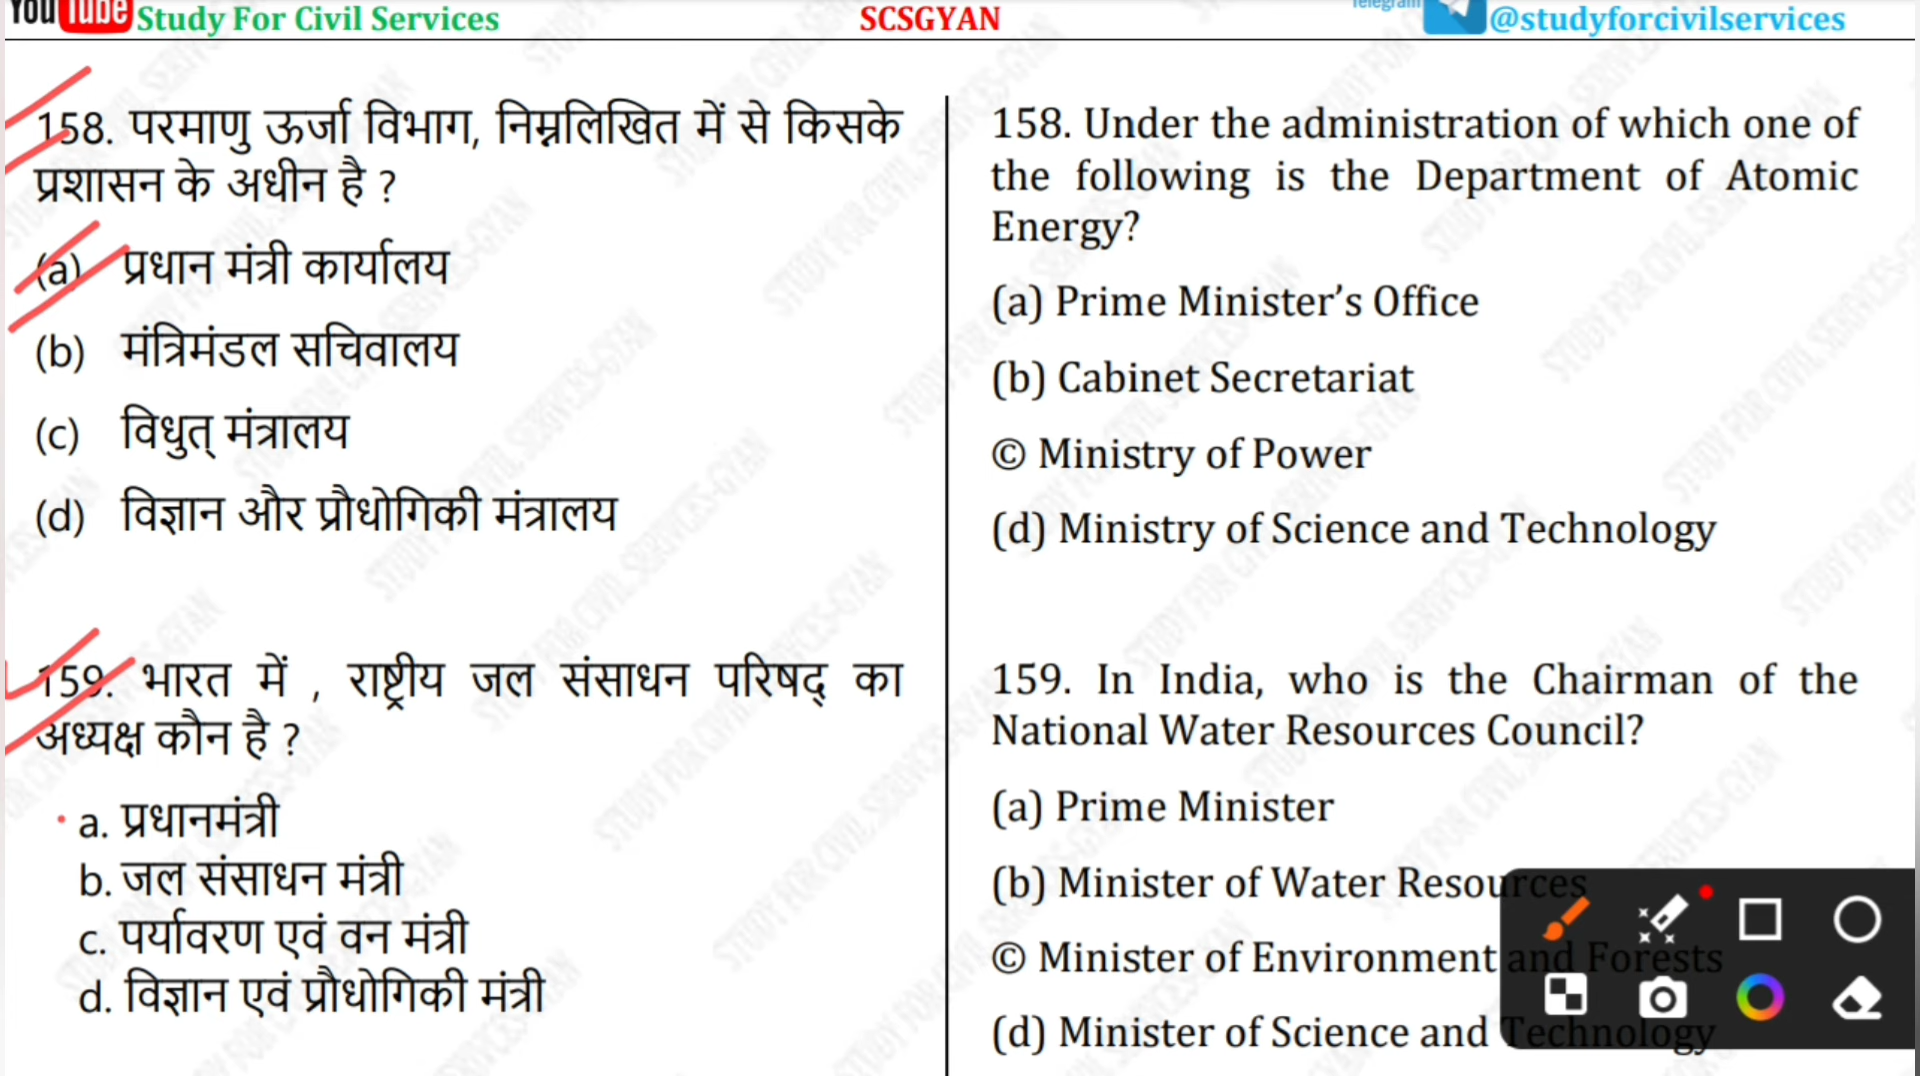 You Tube Study For Civil Services SCSGYAN Telegram @studyforcivilservices
158. परमाणु ऊर्जा विभाग, निम्नलिखित में से किसके
प्रशासन के अधीन है ?
(a) प्रधान मंत्री कार्यालय
(b) मंत्रिमंडल सचिवालय
(c) विधुत् मंत्रालय
(d) विज्ञान और प्रौधोगिकी मंत्रालय
159. भारत में , राष्ट्रीय जल संसाधन परिषद् का
अध्यक्ष कौन है ?
a. प्रधानमंत्री
b. जल संसाधन मंत्री
c. पर्यावरण एवं वन मंत्री
d. विज्ञान एवं प्रौधोगिकी मंत्री
158. Under the administration of which one of
the following is the Department of Atomic
Energy?
(a) Prime Minister’s Office
(b) Cabinet Secretariat
© Ministry of Power
(d) Ministry of Science and Technology
159. In India, who is the Chairman of the
National Water Resources Council?
(a) Prime Minister
(b) Minister of Water Resources
© Minister of Environment and Forests
(d) Minister of Science and Technology